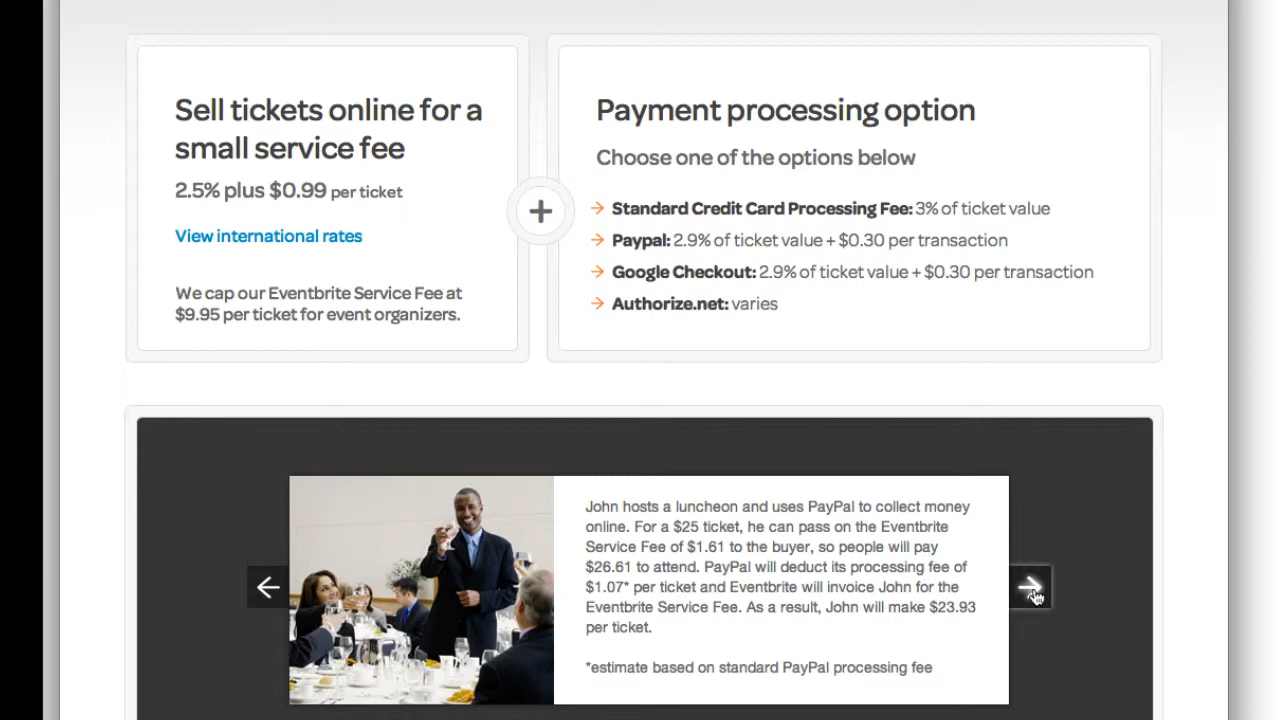 Sell tickets online for a
small service fee
2.5% plus $0.99 per ticket
View international rates
We cap our Eventbrite Service Fee at
$9.95 per ticket for event organizers.
+
Payment processing option
Choose one of the options below
→ Standard Credit Card Processing Fee: 3% of ticket value
→ Paypal: 2.9% of ticket value + $0.30 per transaction
→ Google Checkout: 2.9% of ticket value + $0.30 per transaction
→ Authorize.net: varies
John hosts a luncheon and uses PayPal to collect money
online. For a $25 ticket, he can pass on the Eventbrite
Service Fee of $1.61 to the buyer, so people will pay
$26.61 to attend. PayPal will deduct its processing fee of
$1.07* per ticket and Eventbrite will invoice John for the
Eventbrite Service Fee. As a result, John will make $23.93
per ticket.
*estimate based on standard PayPal processing fee